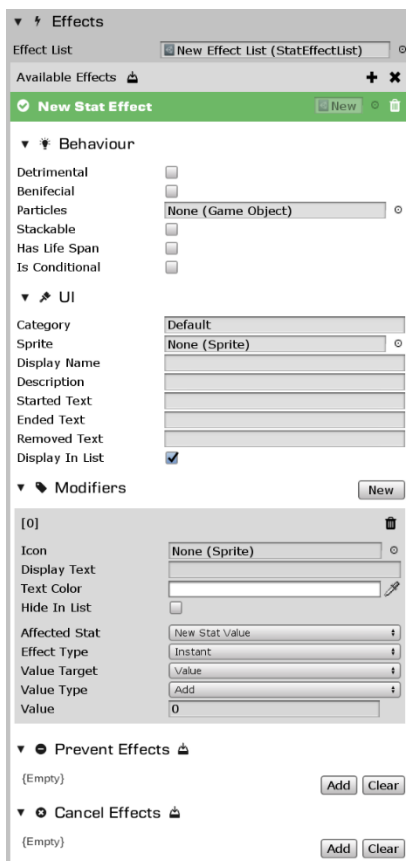 Effects
Effect List New Effect List (StatEffectList)
Available Effects
New Stat Effect New
Behaviour
Detrimental
Benifecial
Particles None (Game Object)
Stackable
Has Life Span
Is Conditional
UI
Category Default
Sprite None (Sprite)
Display Name
Description
Started Text
Ended Text
Removed Text
Display In List
Modifiers New
[0]
Icon None (Sprite)
Display Text
Text Color
Hide In List
Affected Stat New Stat Value
Effect Type Instant
Value Target Value
Value Type Add
Value 0
Prevent Effects
{Empty} Add Clear
Cancel Effects
{Empty} Add Clear